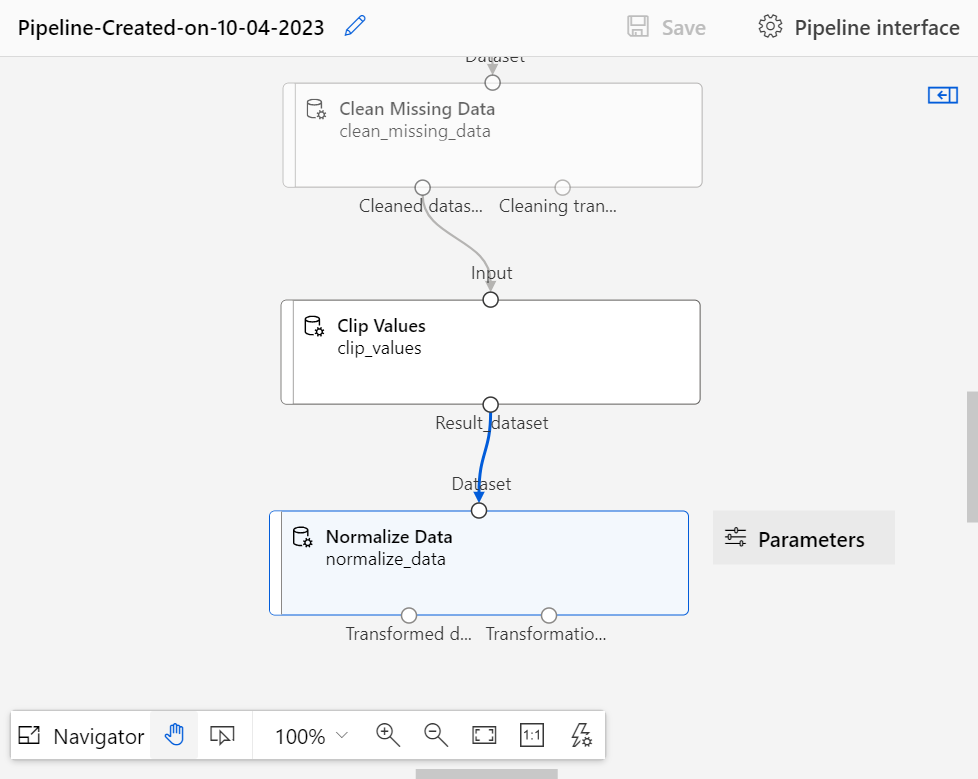 Pipeline-Created-on-10-04-2023
Save
Pipeline interface
Dataset
Clean Missing Data
clean_missing_data
Cleaned datas... Cleaning tran...
Input
Clip Values
clip_values
Result_dataset
Dataset
Normalize Data
normalize_data
Parameters
Transformed d... Transformatio...
Navigator
100%
1:1